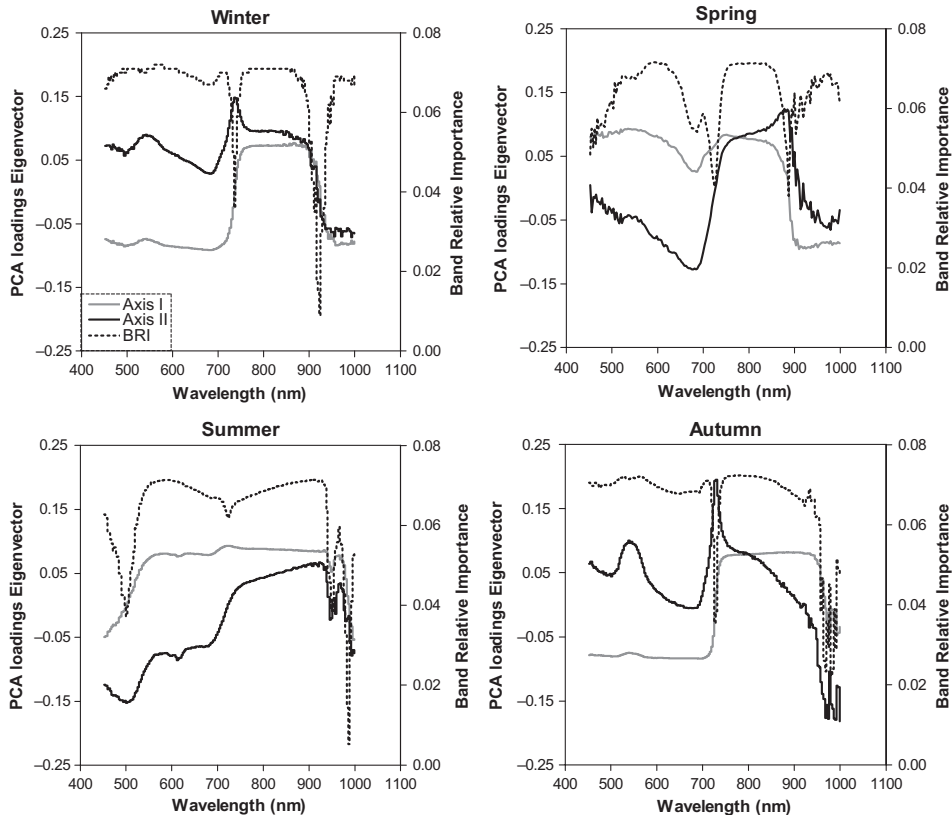 Winter
0.25
0.15
0.05
–0.05
–0.15
–0.25
PCA loadings Eigenvector
0.08
0.06
0.04
0.02
0.00
Band Relative Importance
Axis I
Axis II
BRI
400 500 600 700 800 900 1000 1100
Wavelength (nm)
Spring
0.25
0.15
0.05
–0.05
–0.15
–0.25
PCA loadings Eigenvector
0.08
0.06
0.04
0.02
0.00
Band Relative Importance
400 500 600 700 800 900 1000 1100
Wavelength (nm)
Summer
0.25
0.15
0.05
–0.05
–0.15
–0.25
PCA loadings Eigenvector
0.08
0.06
0.04
0.02
0.00
Band Relative Importance
400 500 600 700 800 900 1000 1100
Wavelength (nm)
Autumn
0.25
0.15
0.05
–0.05
–0.15
–0.25
PCA loadings Eigenvector
0.08
0.06
0.04
0.02
0.00
Band Relative Importance
400 500 600 700 800 900 1000 1100
Wavelength (nm)